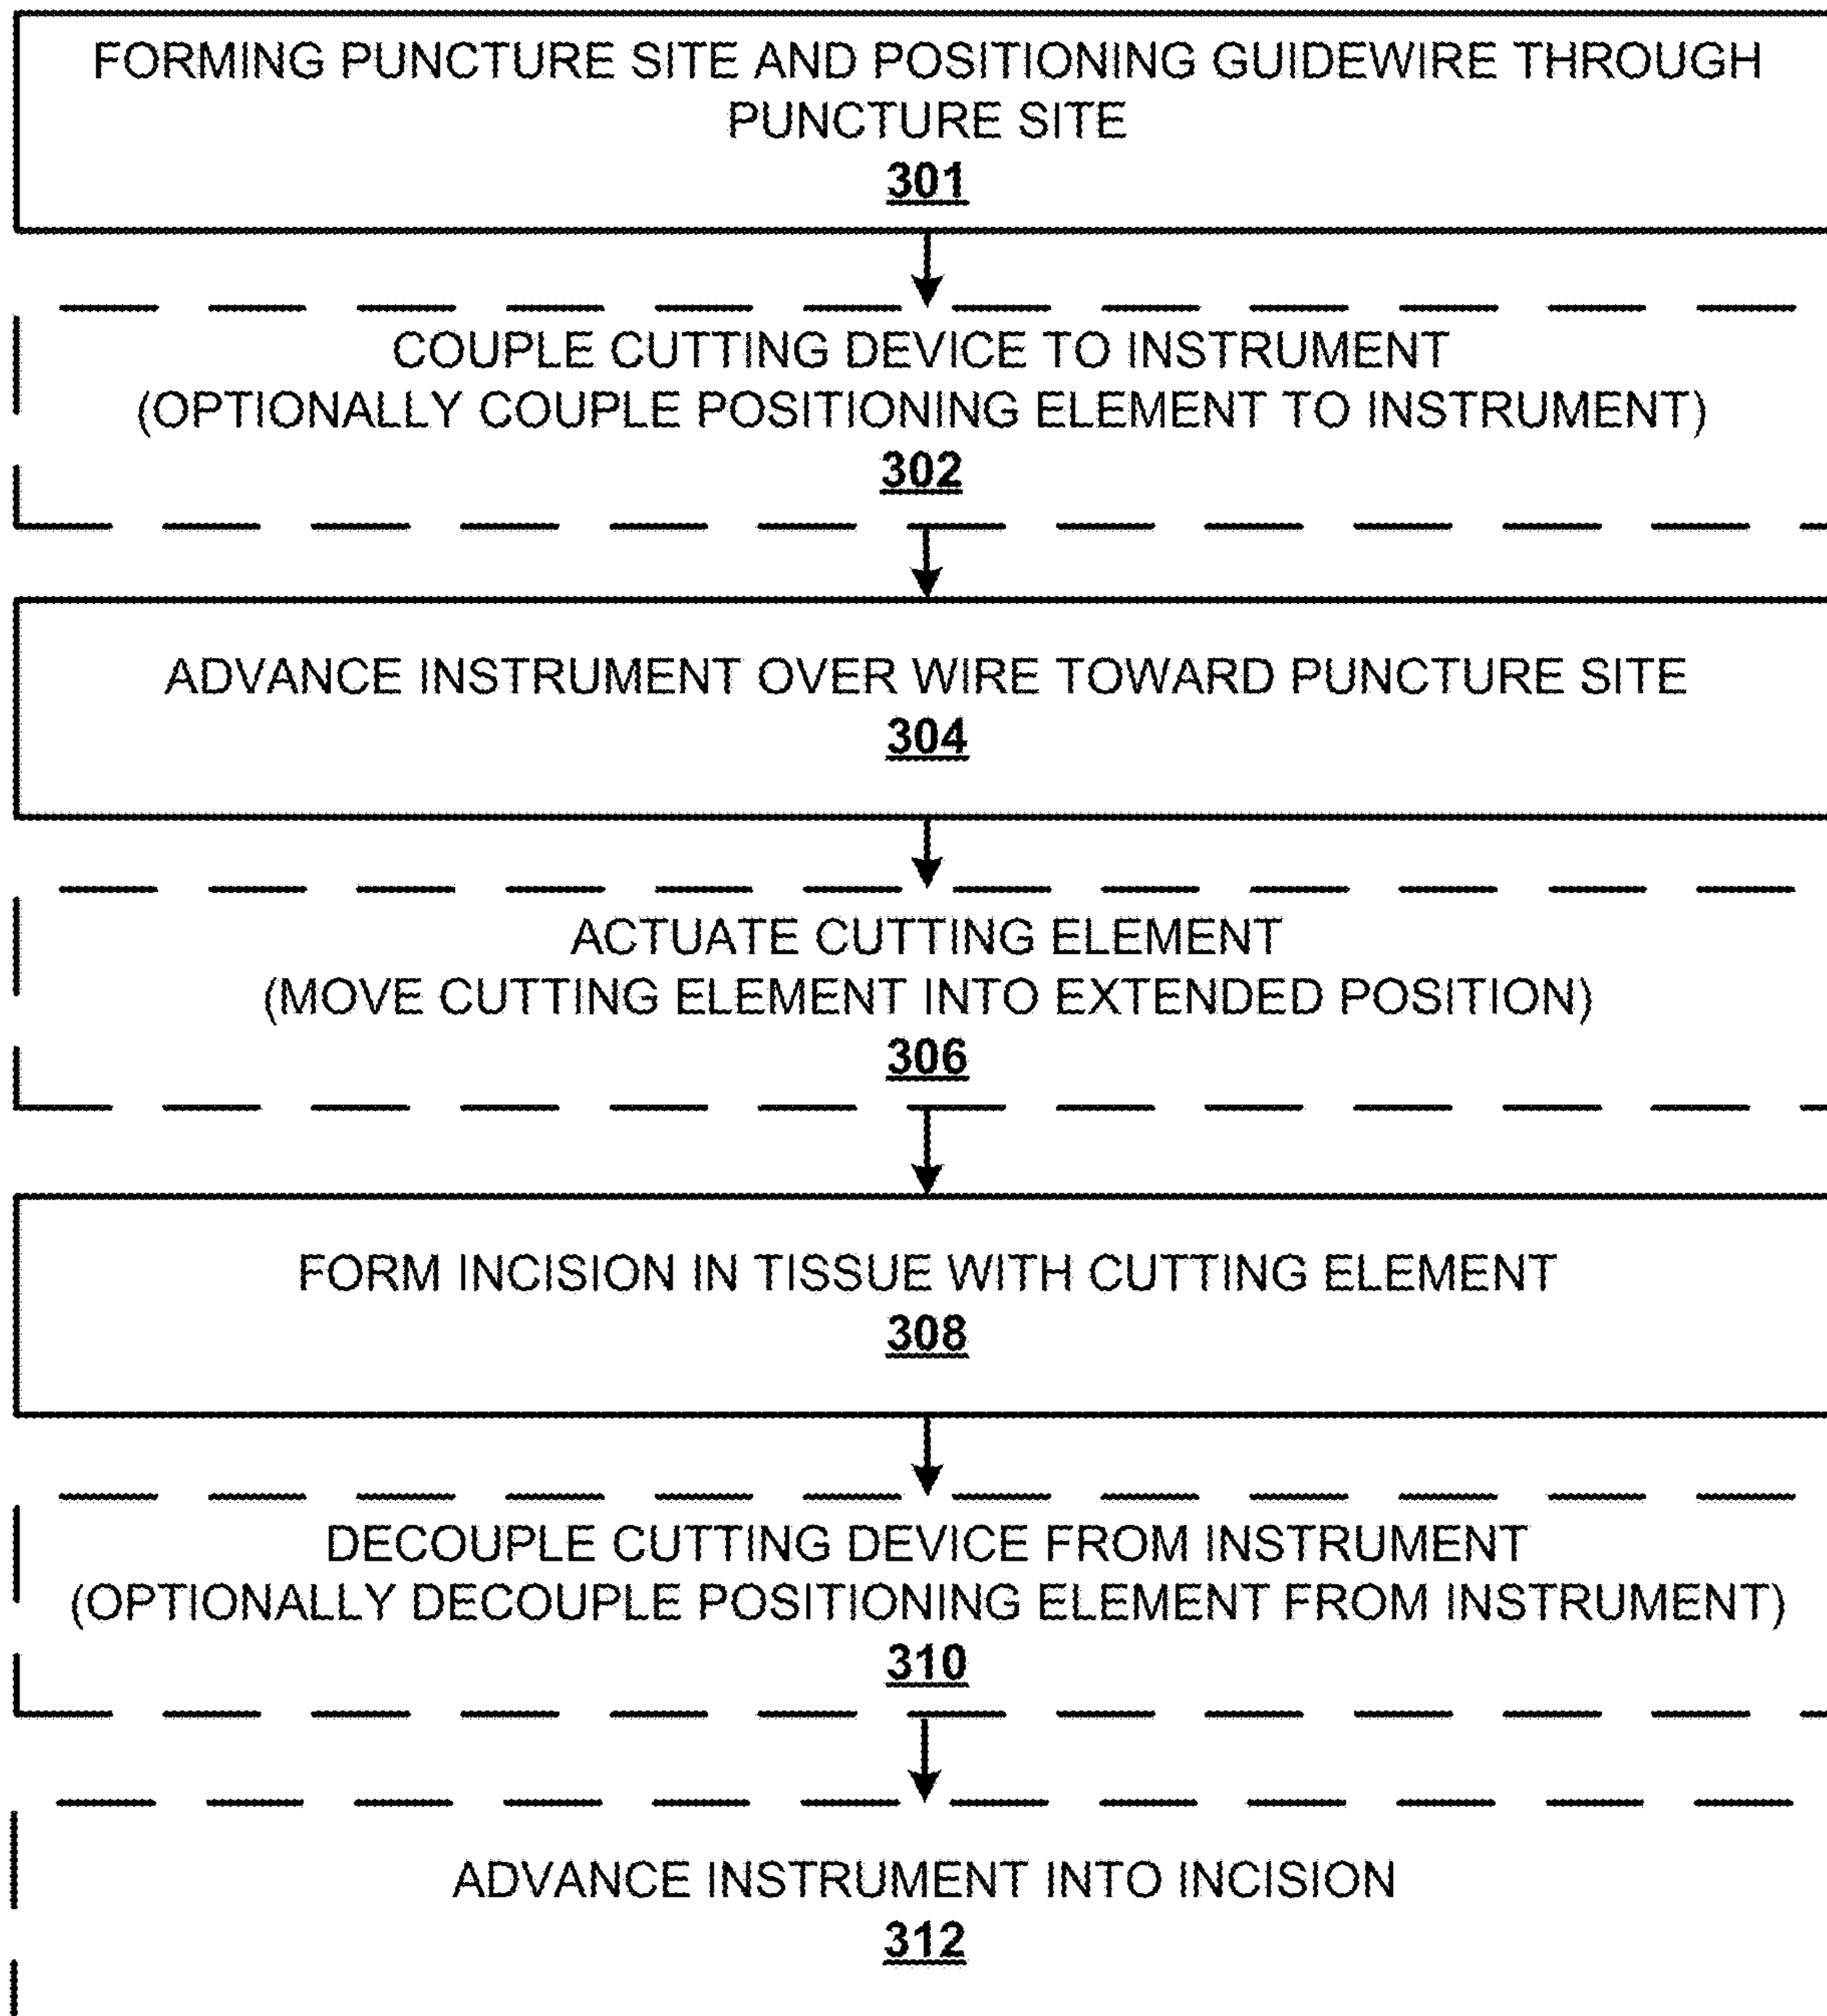 FORMING PUNCTURE SITE AND POSITIONING GUIDEWIRE THROUGH
PUNCTURE SITE
301
COUPLE CUTTING DEVICE TO INSTRUMENT
(OPTIONALLY COUPLE POSITIONING ELEMENT TO INSTRUMENT)
302
ADVANCE INSTRUMENT OVER WIRE TOWARD PUNCTURE SITE
304
ACTUATE CUTTING ELEMENT
(MOVE CUTTING ELEMENT INTO EXTENDED POSITION)
306
FORM INCISION IN TISSUE WITH CUTTING ELEMENT
308
DECOUPLE CUTTING DEVICE FROM INSTRUMENT
(OPTIONALLY DECOUPLE POSITIONING ELEMENT FROM INSTRUMENT)
310
ADVANCE INSTRUMENT INTO INCISION
312